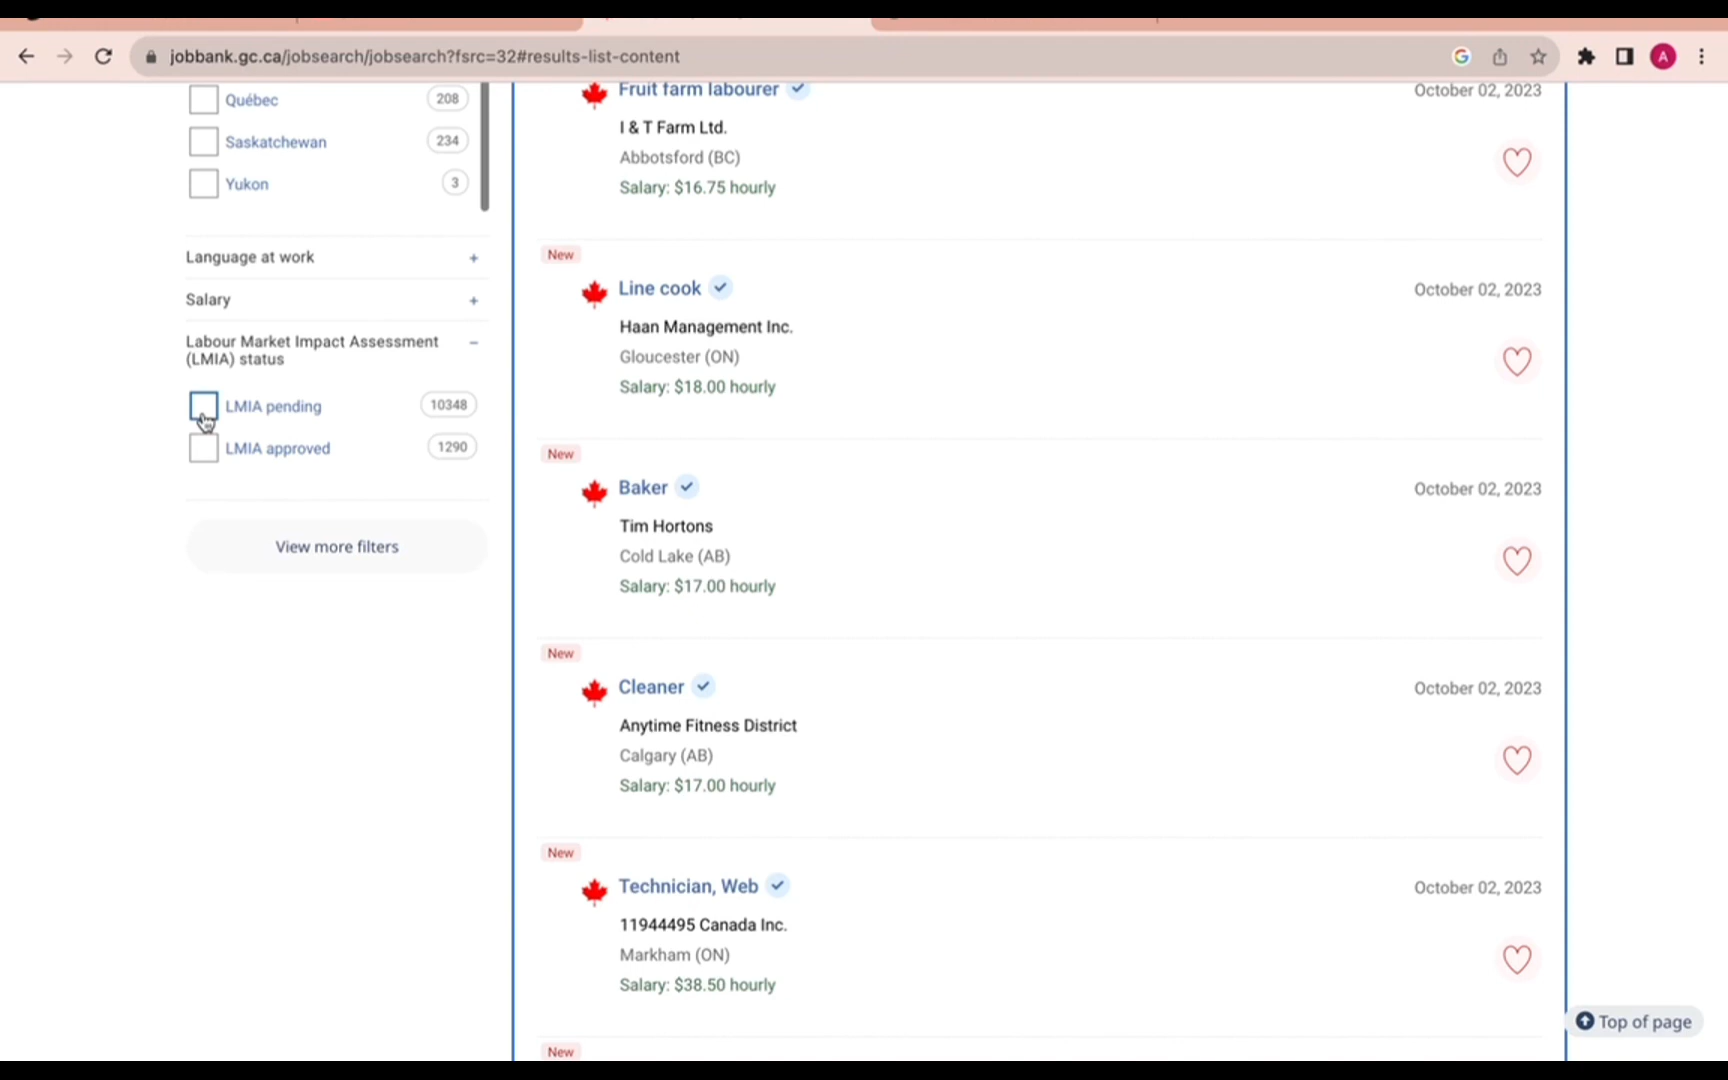 jobbank.gc.ca/jobsearch/jobsearch?fsrc=32#results-list-content
G
A
Québec 208
Saskatchewan 234
Yukon 3
Language at work +
Salary +
Labour Market Impact Assessment
(LMIA) status −
LMIA pending 10348
LMIA approved 1290
View more filters
Fruit farm labourer October 02, 2023
I & T Farm Ltd.
Abbotsford (BC)
Salary: $16.75 hourly
New
Line cook October 02, 2023
Haan Management Inc.
Gloucester (ON)
Salary: $18.00 hourly
New
Baker October 02, 2023
Tim Hortons
Cold Lake (AB)
Salary: $17.00 hourly
New
Cleaner October 02, 2023
Anytime Fitness District
Calgary (AB)
Salary: $17.00 hourly
New
Technician, Web October 02, 2023
11944495 Canada Inc.
Markham (ON)
Salary: $38.50 hourly
Top of page
New